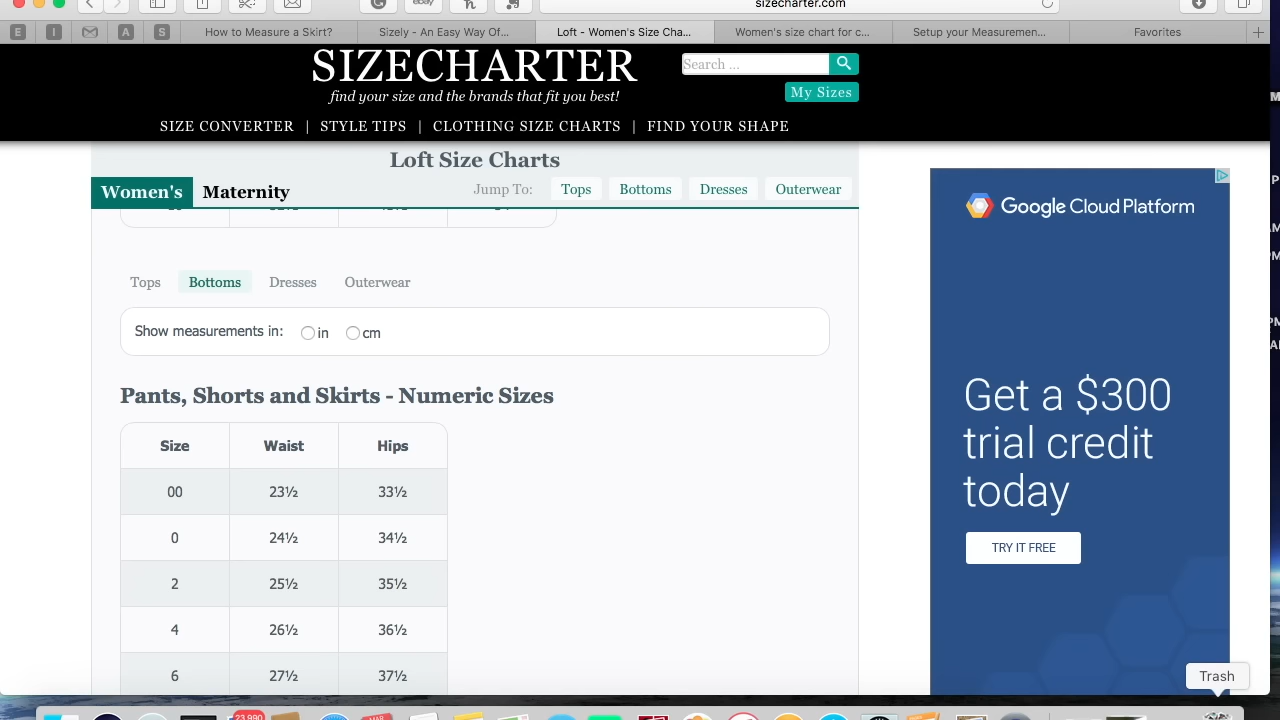 sizecharter.com
E I A S How to Measure a Skirt? Sizely - An Easy Way Of... Loft - Women's Size Cha... Women's size chart for c... Setup your Measuremen... Favorites
SIZECHARTER
find your size and the brands that fit you best!
Search ...
My Sizes
SIZE CONVERTER | STYLE TIPS | CLOTHING SIZE CHARTS | FIND YOUR SHAPE
Loft Size Charts
Women's Maternity Jump To: Tops Bottoms Dresses Outerwear
Tops Bottoms Dresses Outerwear
Show measurements in: in cm
Pants, Shorts and Skirts - Numeric Sizes
Size Waist Hips
00 23½ 33½
0 24½ 34½
2 25½ 35½
4 26½ 36½
6 27½ 37½
Google Cloud Platform
Get a $300
trial credit
today
TRY IT FREE
Trash
23,990
MAR